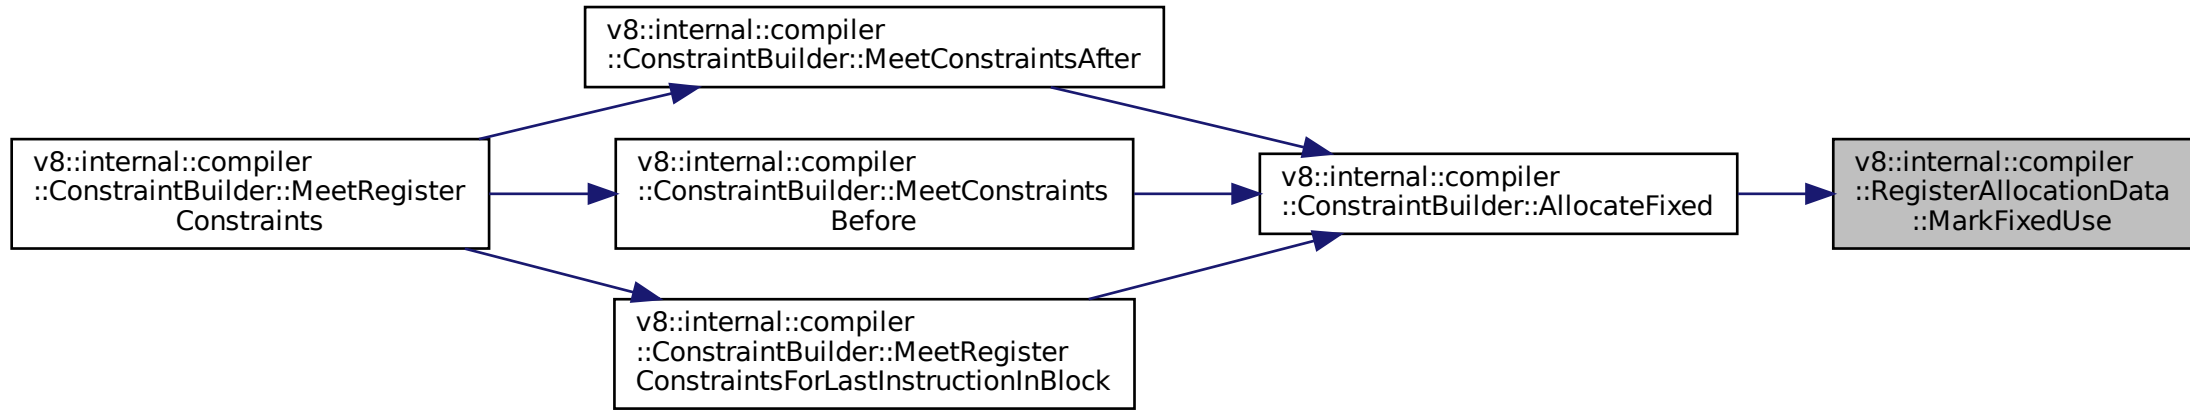 v8::internal::compiler
::ConstraintBuilder::MeetRegister
Constraints
v8::internal::compiler
::ConstraintBuilder::MeetConstraintsAfter
v8::internal::compiler
::ConstraintBuilder::MeetConstraints
Before
v8::internal::compiler
::ConstraintBuilder::MeetRegister
ConstraintsForLastInstructionInBlock
v8::internal::compiler
::ConstraintBuilder::AllocateFixed
v8::internal::compiler
::RegisterAllocationData
::MarkFixedUse